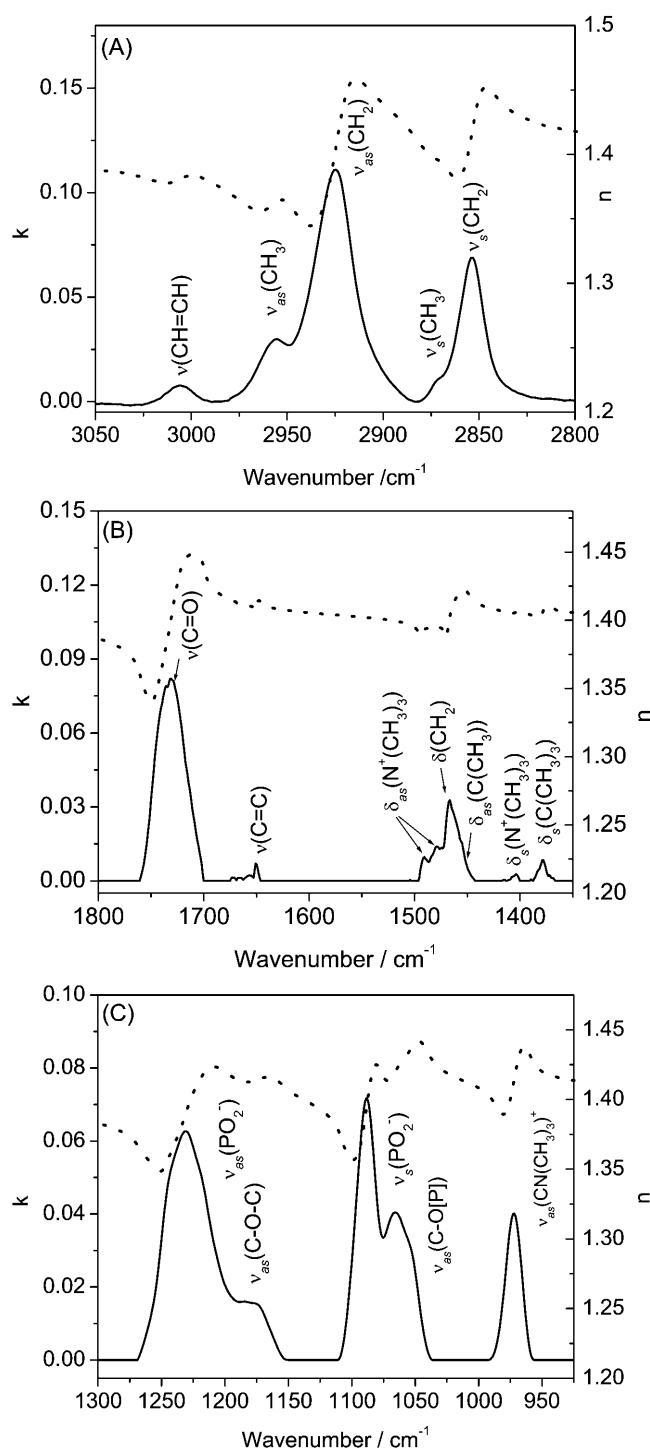 (A)
0.15
0.10
0.05
0.00
k
1.5
1.4
1.3
1.2
n
ν(CH=CH)
νas(CH3)
νas(CH2)
νs(CH3)
νs(CH2)
3050 3000 2950 2900 2850 2800
Wavenumber /cm-1
(B)
0.15
0.12
0.09
0.06
0.03
0.00
k
1.45
1.40
1.35
1.30
1.25
1.20
n
ν(C=O)
ν(C=C)
δas(N+(CH3)3)
δ(CH2)
δas(C(CH3))
δs(N+(CH3)3)
δs(C(CH3)3)
1800 1700 1600 1500 1400
Wavenumber / cm-1
(C)
0.10
0.08
0.06
0.04
0.02
0.00
k
1.45
1.40
1.35
1.30
1.25
1.20
n
νas(PO2-)
νas(C-O-C)
νs(PO2-)
νas(C-O[P])
νas(CN(CH3)3)+
1300 1250 1200 1150 1100 1050 1000 950
Wavenumber / cm-1